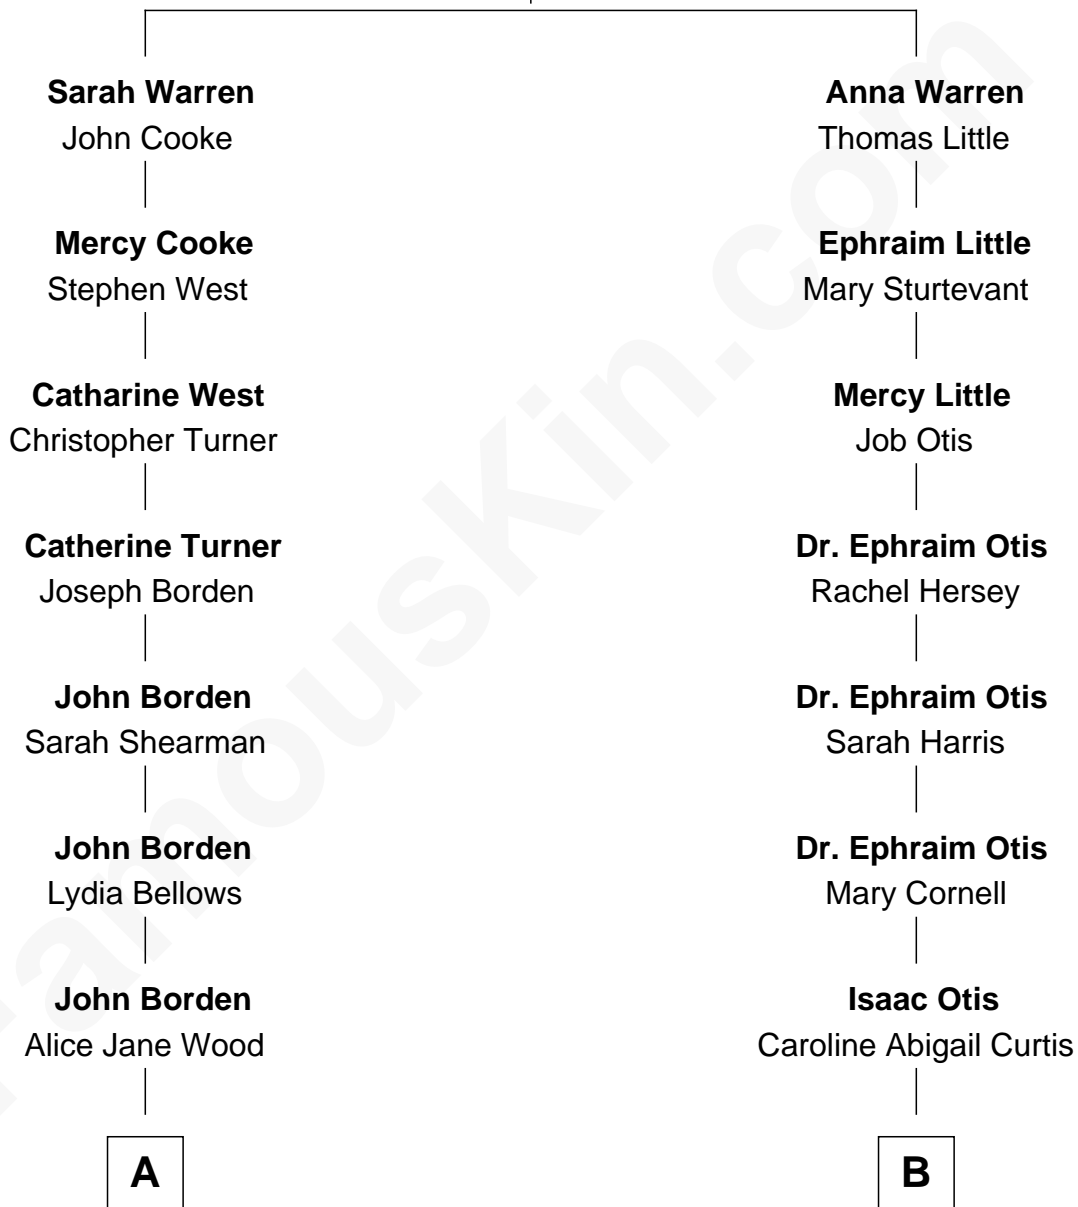 Sarah Warren
John Cooke
Mercy Cooke
Stephen West
Catharine West
Christopher Turner
Catherine Turner
Joseph Borden
John Borden
Sarah Shearman
John Borden
Lydia Bellows
John Borden
Alice Jane Wood
A
Anna Warren
Thomas Little
Ephraim Little
Mary Sturtevant
Mercy Little
Job Otis
Dr. Ephraim Otis
Rachel Hersey
Dr. Ephraim Otis
Sarah Harris
Dr. Ephraim Otis
Mary Cornell
Isaac Otis
Caroline Abigail Curtis
B
FamousKin.com